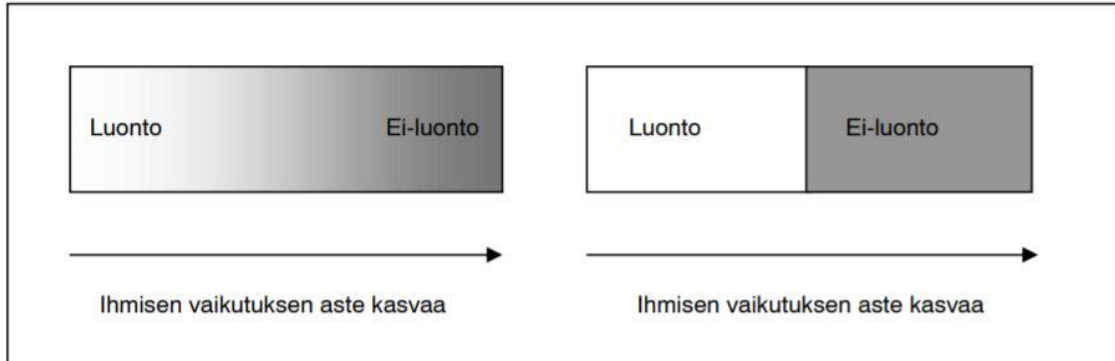 Luonto
Ei-luonto
Luonto
Ei-luonto
Ihmisen vaikutuksen aste kasvaa
Ihmisen vaikutuksen aste kasvaa